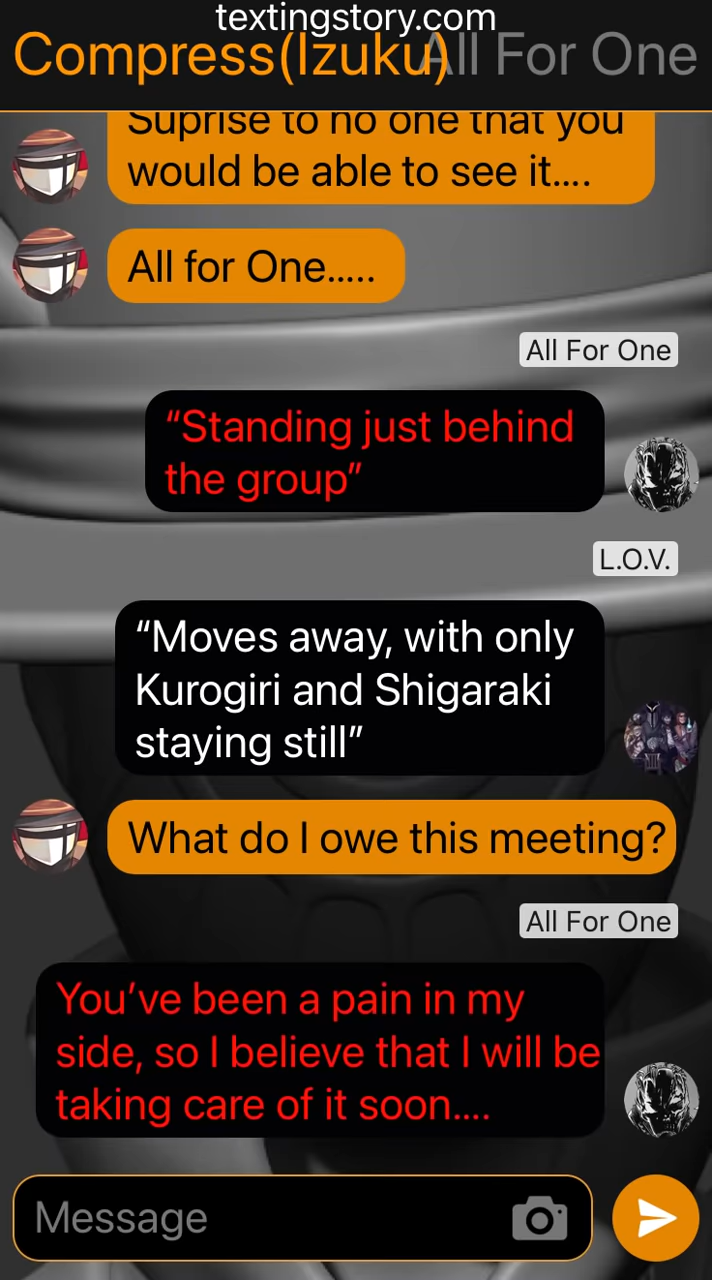 textingstory.com
Compress(Izuku)
All For One
Suprise to no one that you
would be able to see it....
All for One.....
All For One
“Standing just behind
the group”
L.O.V.
“Moves away, with only
Kurogiri and Shigaraki
staying still”
What do I owe this meeting?
All For One
You’ve been a pain in my
side, so I believe that I will be
taking care of it soon....
Message